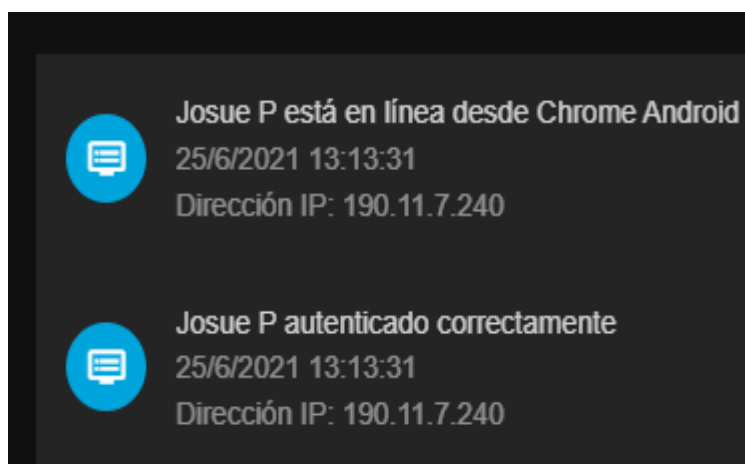 Josue P está en línea desde Chrome Android
25/6/2021 13:13:31
Dirección IP: 190.11.7.240
Josue P autenticado correctamente
25/6/2021 13:13:31
Dirección IP: 190.11.7.240